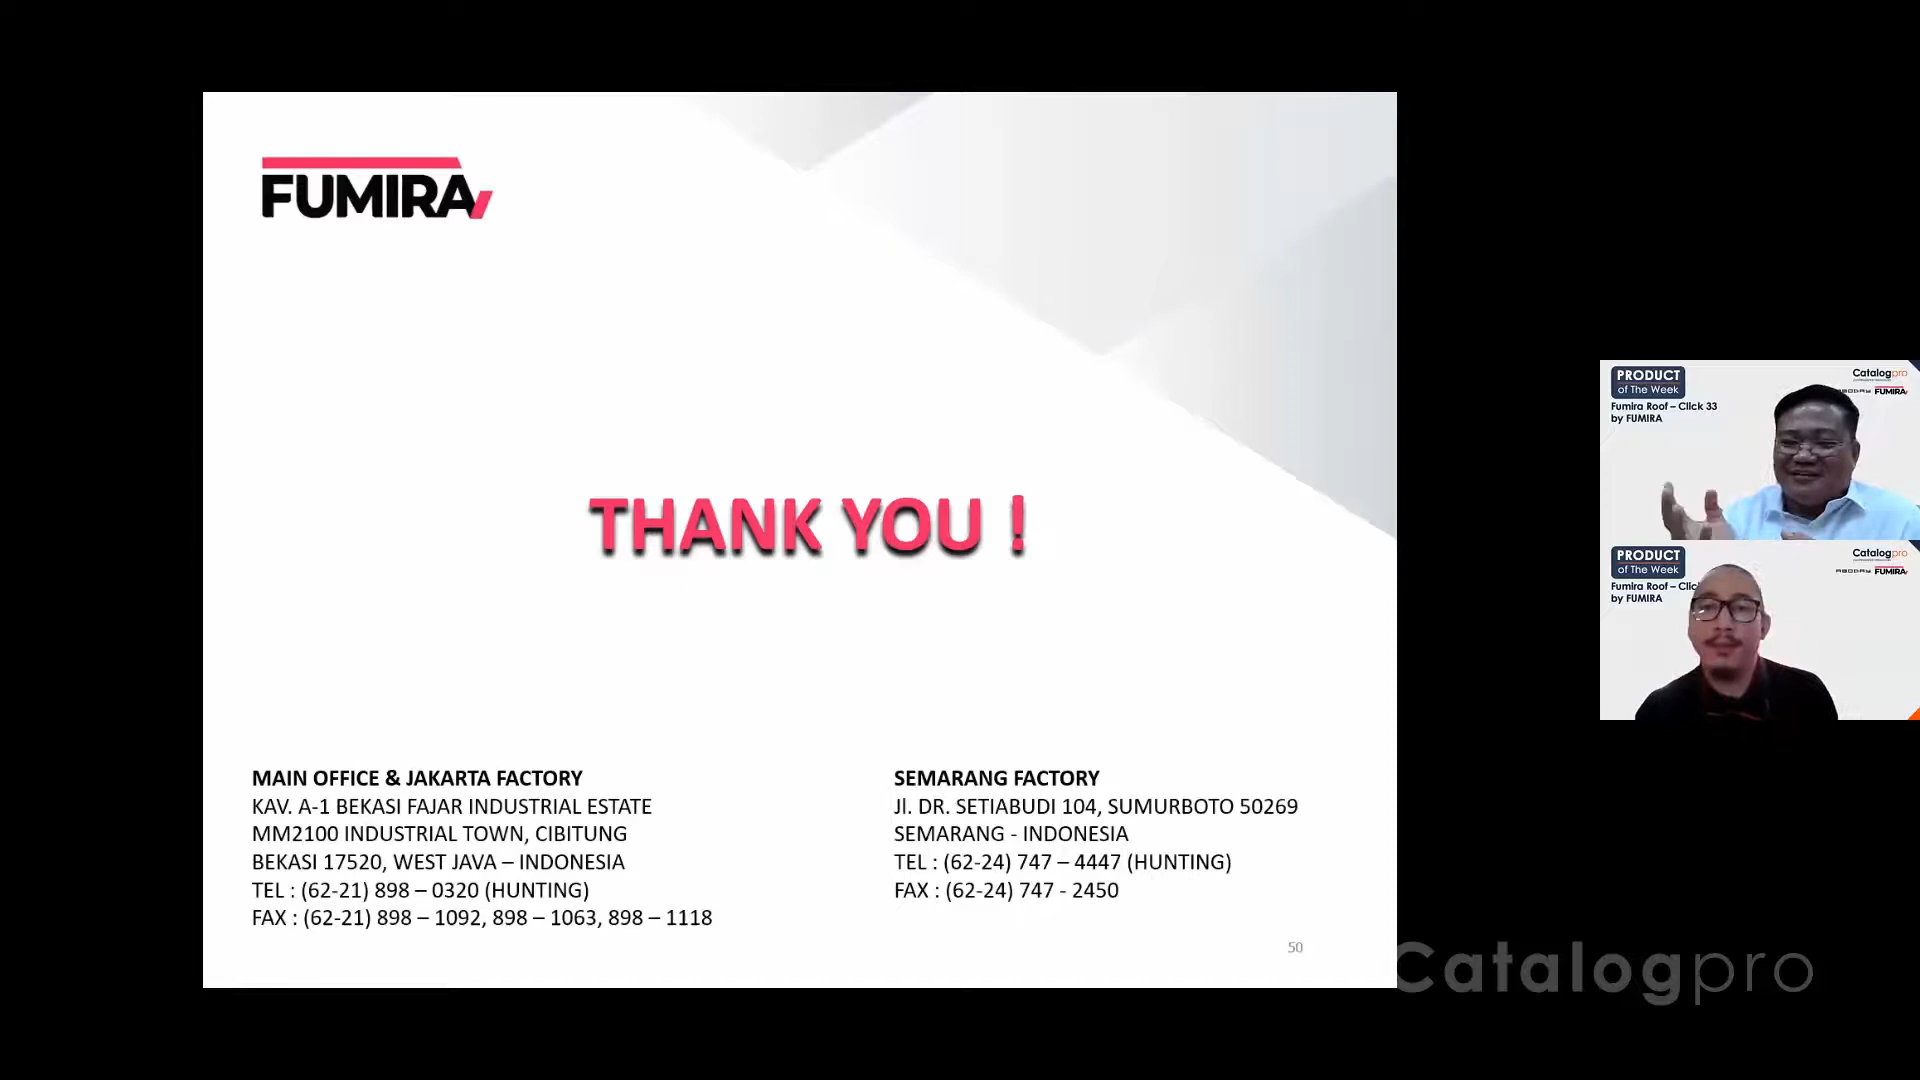 FUMIRA
THANK YOU !
MAIN OFFICE & JAKARTA FACTORY
KAV. A-1 BEKASI FAJAR INDUSTRIAL ESTATE
MM2100 INDUSTRIAL TOWN, CIBITUNG
BEKASI 17520, WEST JAVA – INDONESIA
TEL : (62-21) 898 – 0320 (HUNTING)
FAX : (62-21) 898 – 1092, 898 – 1063, 898 – 1118
SEMARANG FACTORY
Jl. DR. SETIABUDI 104, SUMURBOTO 50269
SEMARANG - INDONESIA
TEL : (62-24) 747 – 4447 (HUNTING)
FAX : (62-24) 747 - 2450
50
PRODUCT
of The Week
Fumira Roof – Click 33
by FUMIRA
Catalogpro
FUMIRA
PRODUCT
of The Week
Fumira Roof – Clic
by FUMIRA
Catalogpro
ABODAY FUMIRA
Catalogpro